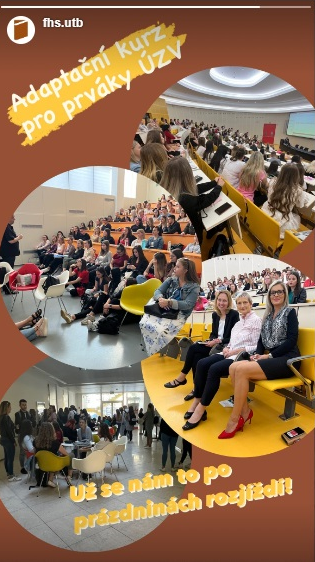 fhs.utb
Adaptační kurz
pro prváky ÚZV
Už se nám to po
prázdninách rozjíždí!